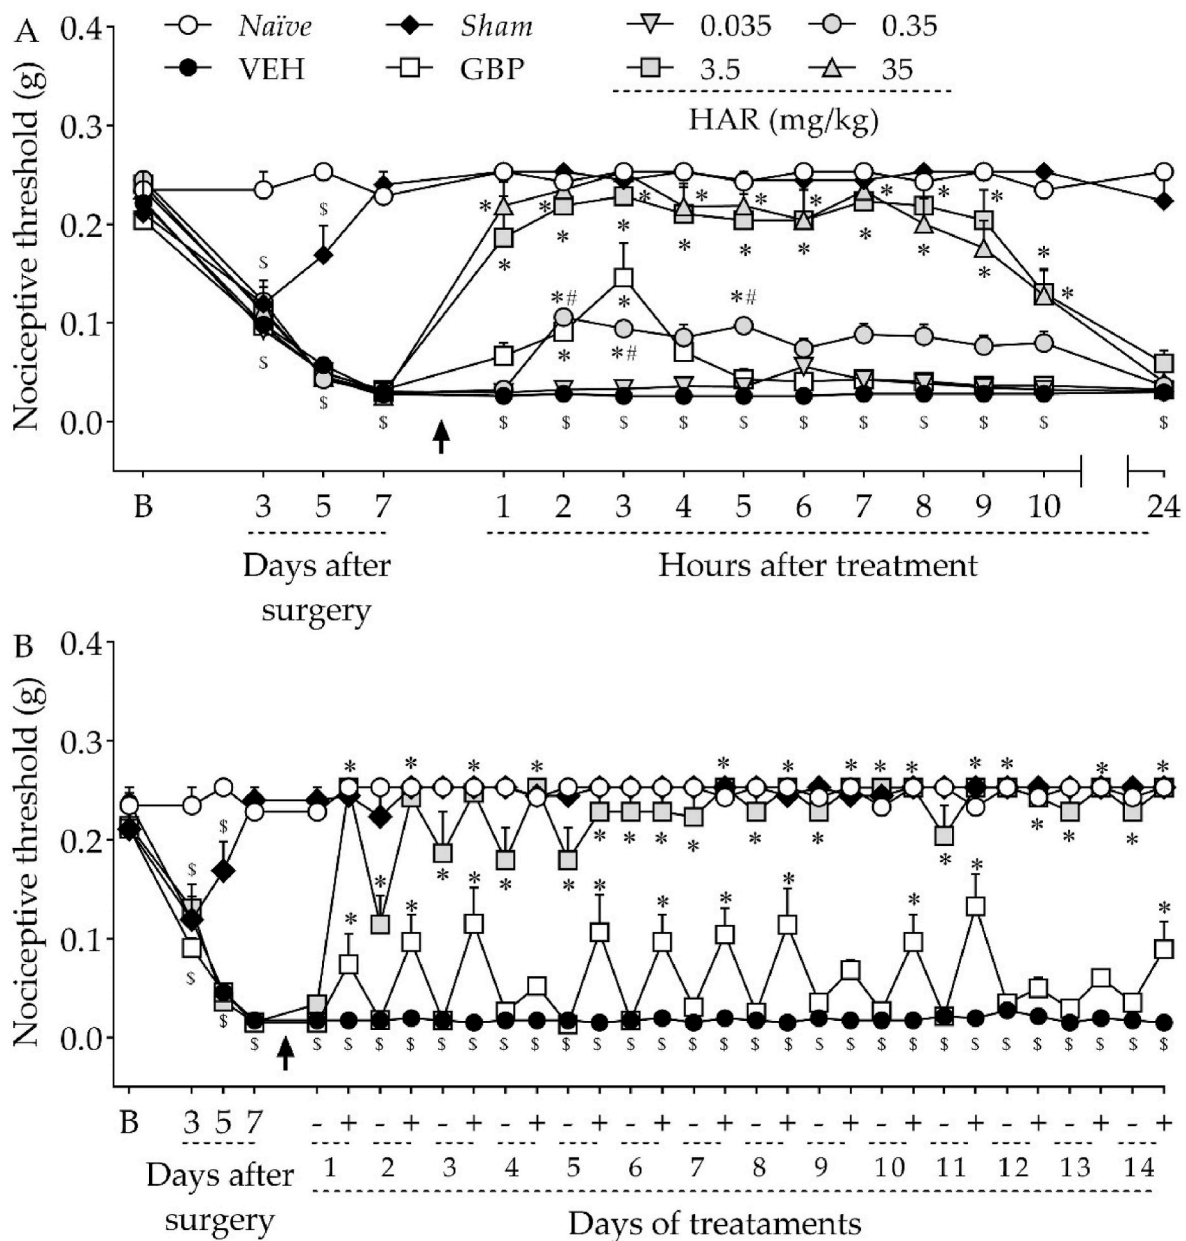 A
Naïve Sham 0.035 0.35
VEH GBP 3.5 35
HAR (mg/kg)
Nociceptive threshold (g)
0.4
0.3
0.2
0.1
0.0
$
$ * * * * * * * * *
* * * * * * * * * * *
$ *# * *#
* *#
$
$ $ $ $ $ $ $ $ $ $ $ $ $
B 3 5 7 1 2 3 4 5 6 7 8 9 10 24
Days after
surgery
Hours after treatment
B
Nociceptive threshold (g)
0.4
0.3
0.2
0.1
0.0
* * * * * * * * * * * * *
$ * * * * * * * * * * * *
$ * * * * * * * * * * *
$
$
$ $ $ $ $ $ $ $ $ $ $ $ $ $ $ $ $ $ $ $ $ $ $ $ $ $ $ $ $
B 3 5 7 - + - + - + - + - + - + - + - + - + - + - + - + - + - +
1 2 3 4 5 6 7 8 9 10 11 12 13 14
Days after
surgery
Days of treataments